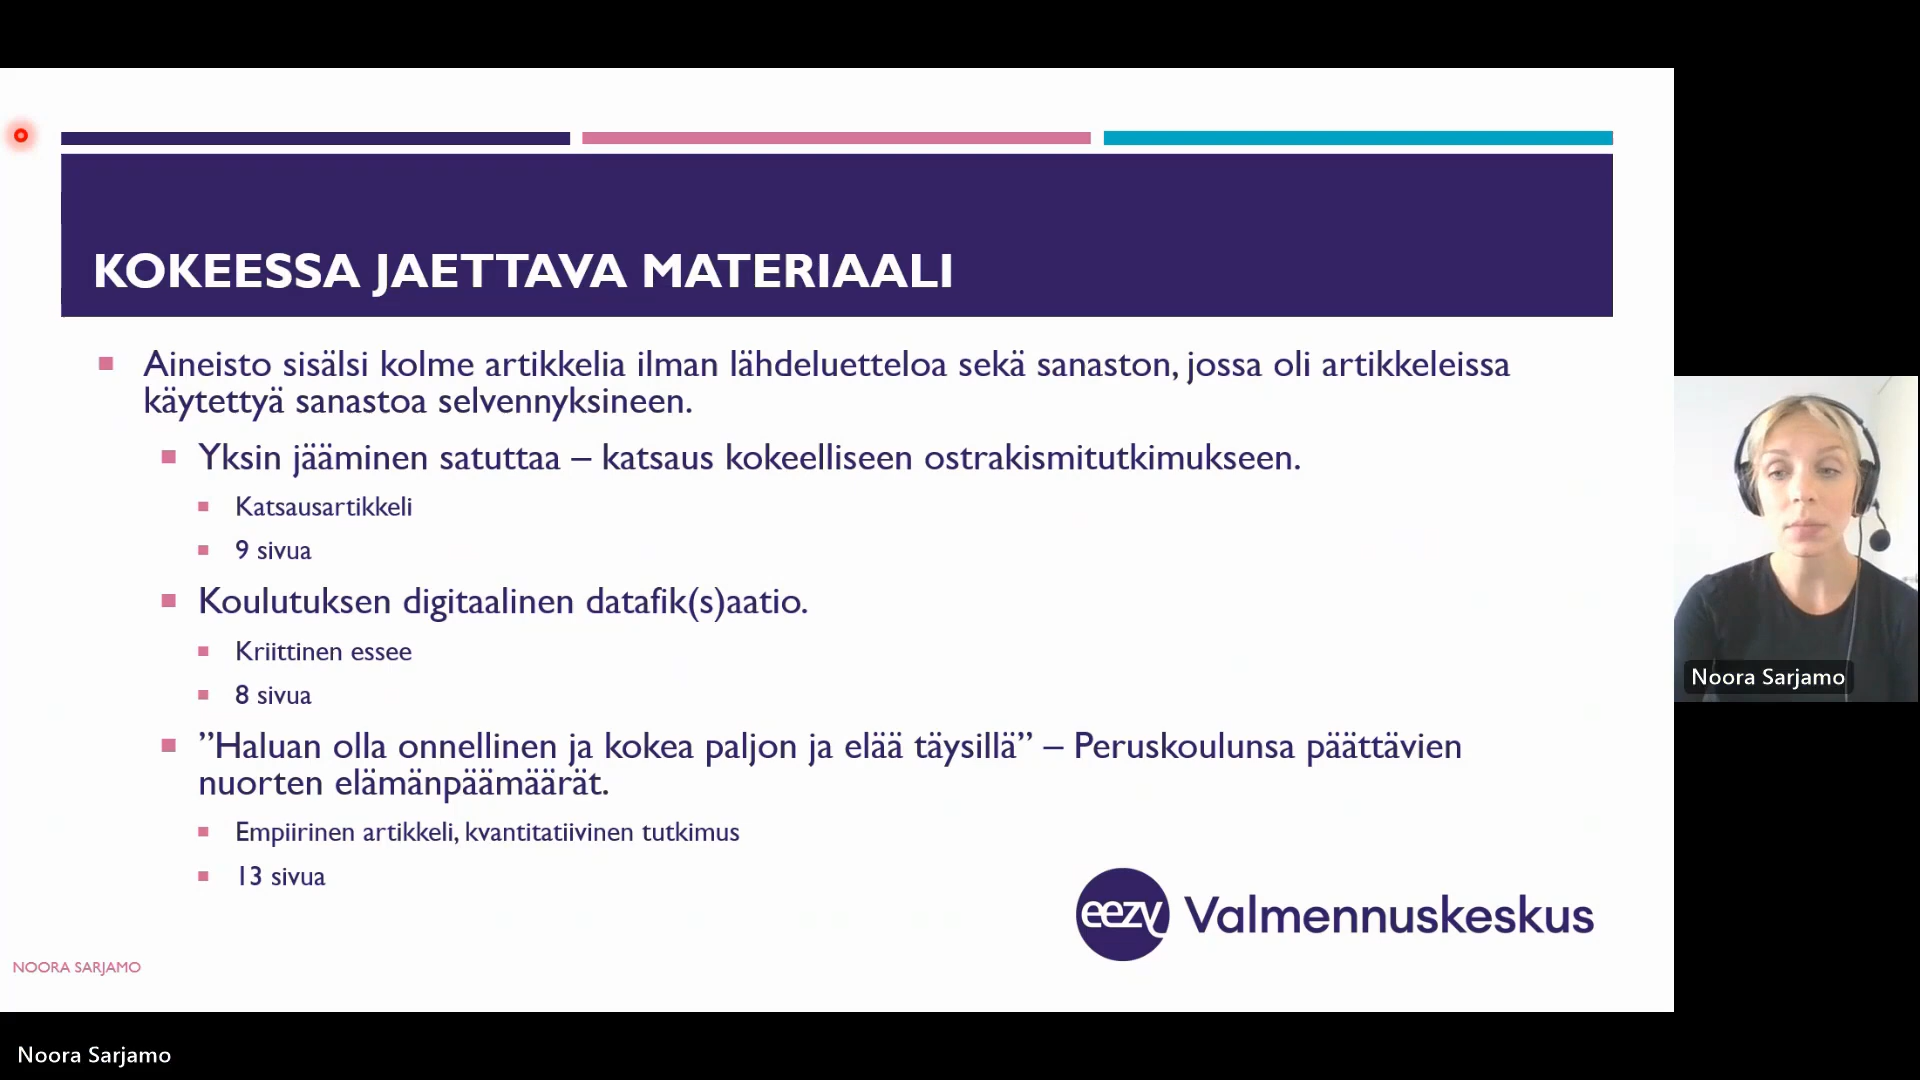 KOKEESSA JAETTAVA MATERIAALI
Aineisto sisälsi kolme artikkelia ilman lähdeluetteloa sekä sanaston, jossa oli artikkeleissa
käytettyä sanastoa selvennyksineen.
Yksin jääminen satuttaa – katsaus kokeelliseen ostrakismitutkimukseen.
Katsausartikkeli
9 sivua
Koulutuksen digitaalinen datafik(s)aatio.
Kriittinen essee
8 sivua
”Haluan olla onnellinen ja kokea paljon ja elää täysillä” – Peruskoulunsa päättävien
nuorten elämänpäämäärät.
Empiirinen artikkeli, kvantitatiivinen tutkimus
13 sivua
eezy Valmennuskeskus
NOORA SARJAMO
Noora Sarjamo
Noora Sarjamo